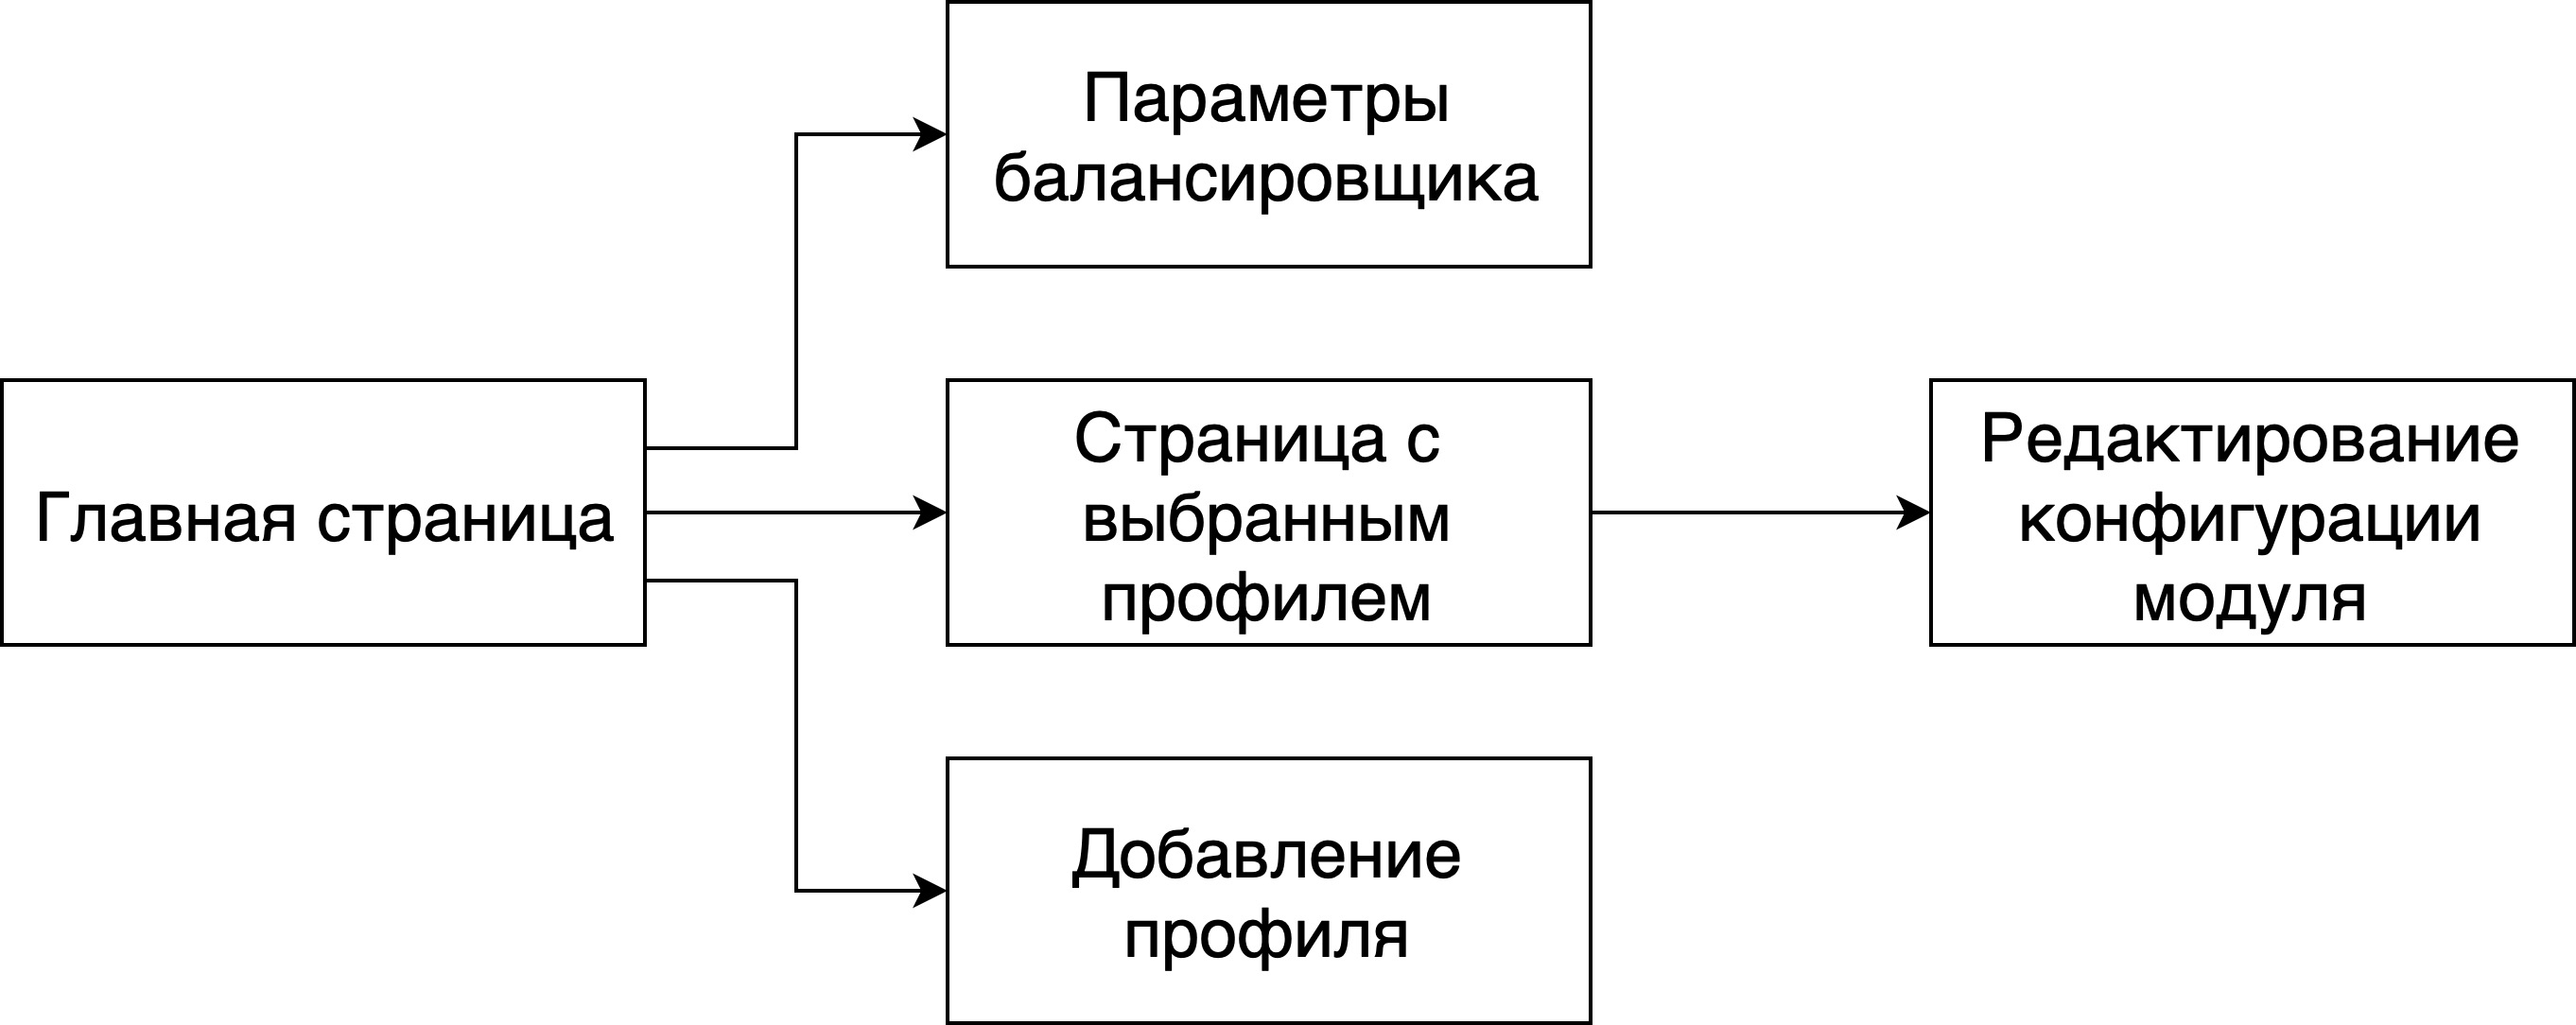 Параметры
балансировщика
Главная страница
Страница с
выбранным
профилем
Редактирование
конфигурации
модуля
Добавление
профиля